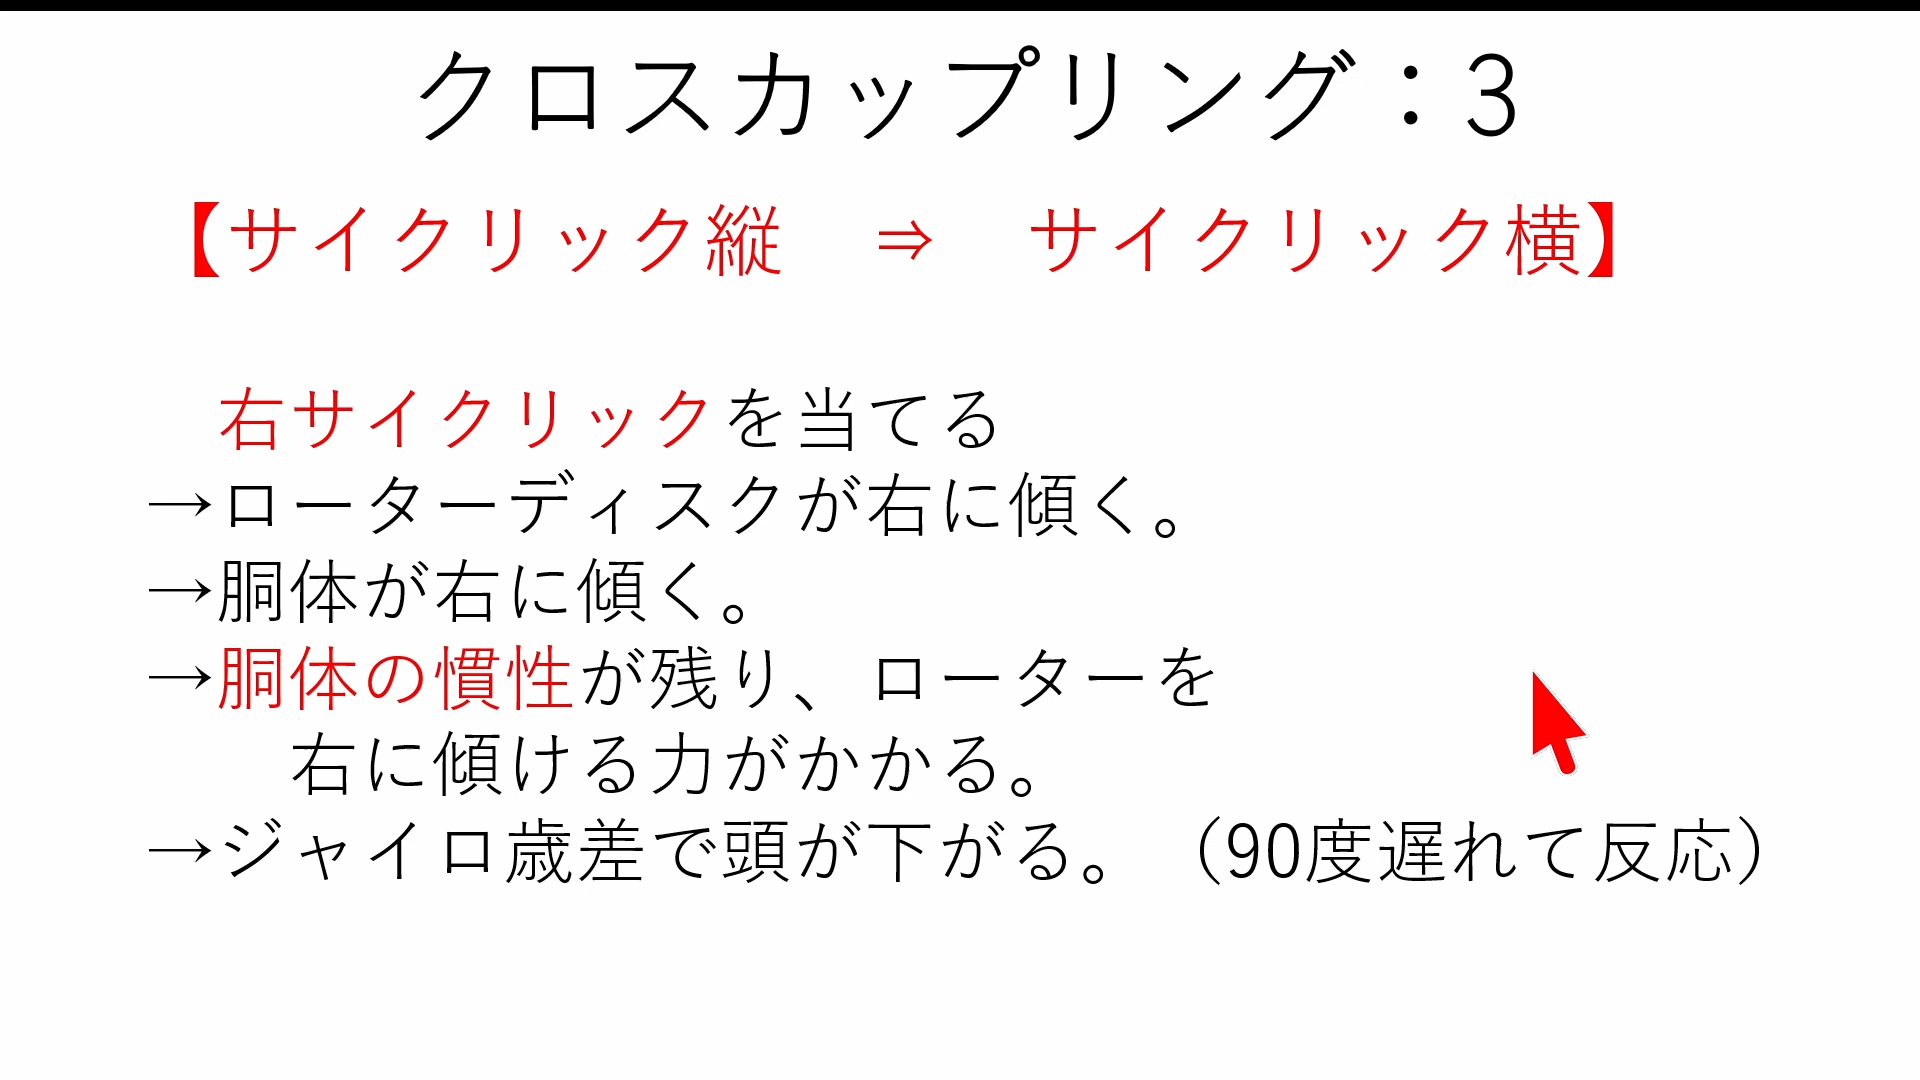 クロスカップリング：3
【サイクリック縦　⇒　サイクリック横】
右サイクリックを当てる
→ローターディスクが右に傾く。
→胴体が右に傾く。
→胴体の慣性が残り、ローターを
右に傾ける力がかかる。
→ジャイロ歳差で頭が下がる。（90度遅れて反応）